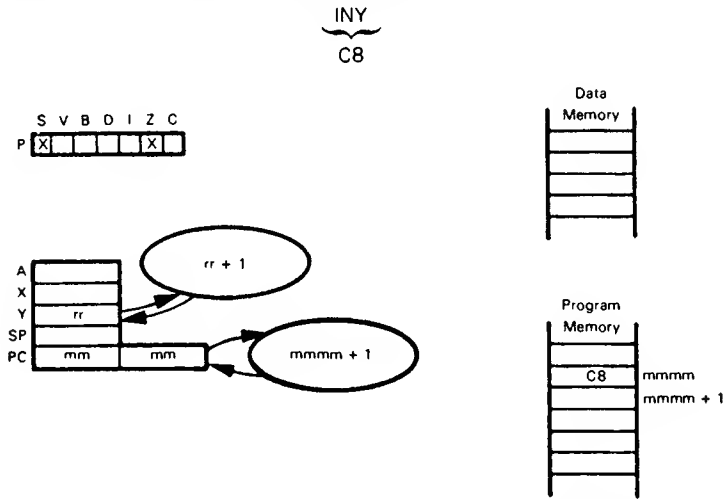 INY
C8
Data
Memory
S V B D I Z C
P X X
A
X
Y rr
SP
PC mm mm
rr + 1
mmmm + 1
Program
Memory
C8 mmmm
mmmm + 1